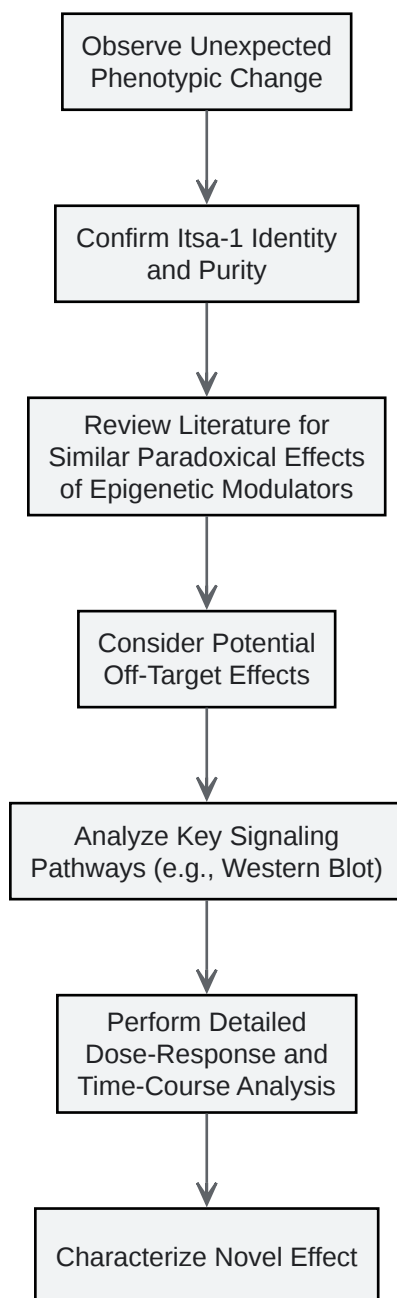 Observe Unexpected
Phenotypic Change
Confirm Itsa-1 Identity
and Purity
Review Literature for
Similar Paradoxical Effects
of Epigenetic Modulators
Consider Potential
Off-Target Effects
Analyze Key Signaling
Pathways (e.g., Western Blot)
Perform Detailed
Dose-Response and
Time-Course Analysis
Characterize Novel Effect